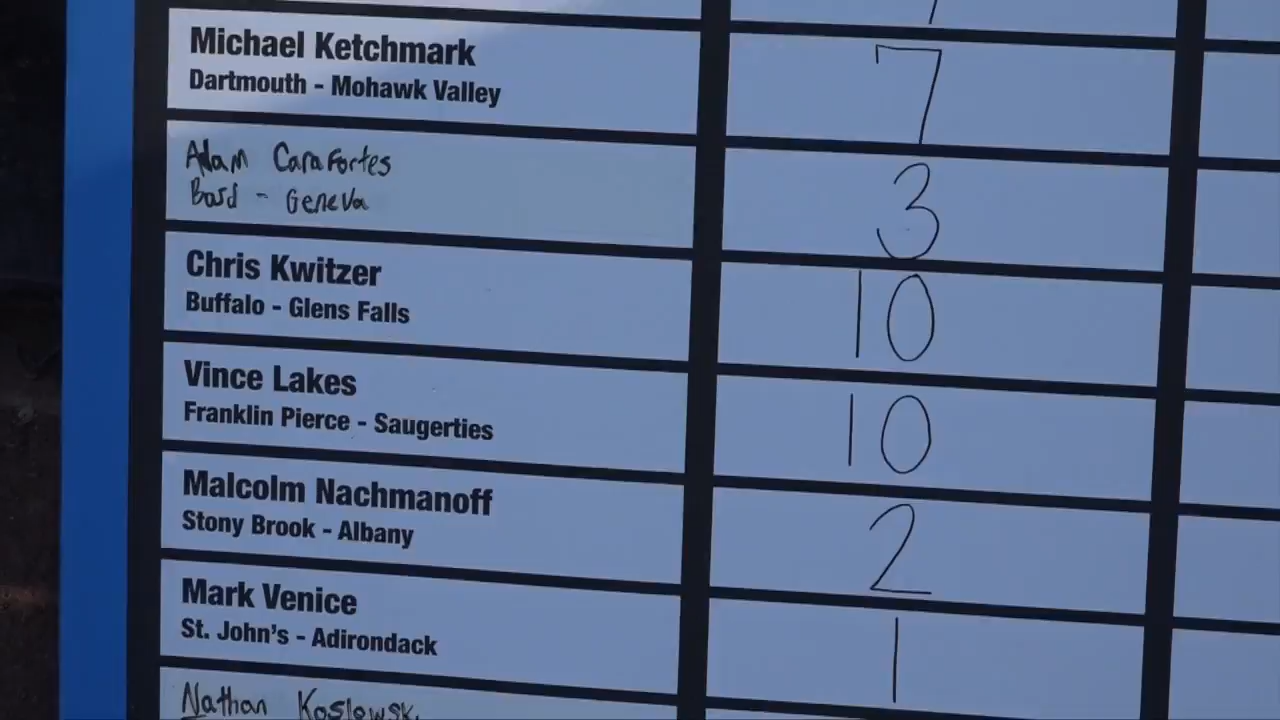 Michael Ketchmark
Dartmouth - Mohawk Valley
7
Adam Carafortes
Bard - Geneva
3
Chris Kwitzer
Buffalo - Glens Falls
10
Vince Lakes
Franklin Pierce - Saugerties
10
Malcolm Nachmanoff
Stony Brook - Albany
2
Mark Venice
St. John's - Adirondack
1
Nathan